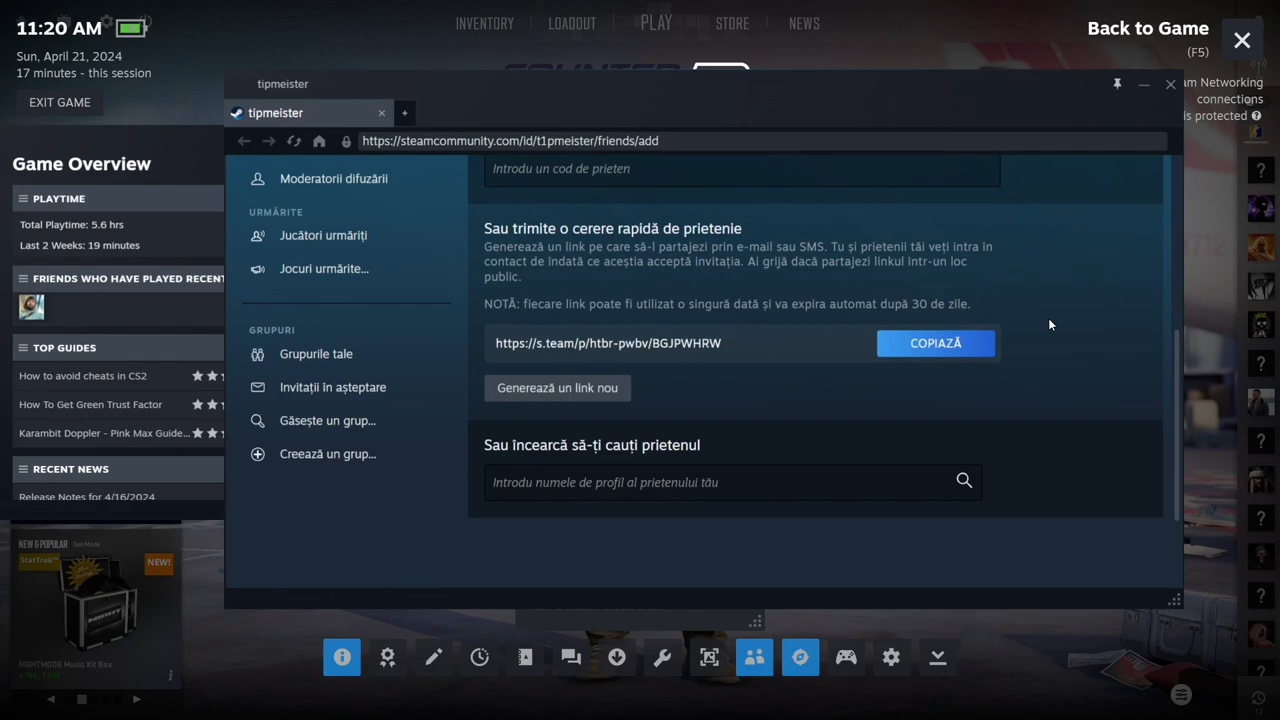 11:20 AM
Sun, April 21, 2024
17 minutes - this session
EXIT GAME
INVENTORY
LOADOUT
PLAY
STORE
NEWS
Back to Game
(F5)
am Networking
connections
is protected
Game Overview
PLAYTIME
Total Playtime: 5.6 hrs
Last 2 Weeks: 19 minutes
FRIENDS WHO HAVE PLAYED RECENT
TOP GUIDES
How to avoid cheats in CS2
How To Get Green Trust Factor
Karambit Doppler - Pink Max Guide...
RECENT NEWS
Release Notes for 4/16/2024
NEW & POPULAR See More
StatTrak™
NEW!
NIGHTMODE Music Kit Box
tipmeister
tipmeister
https://steamcommunity.com/id/t1pmeister/friends/add
Moderatorii difuzării
URMĂRITE
Jucători urmăriți
Jocuri urmărite...
GRUPURI
Grupurile tale
Invitații în așteptare
Găsește un grup...
Creează un grup...
Introdu un cod de prieten
Sau trimite o cerere rapidă de prietenie
Generează un link pe care să-l partajezi prin e-mail sau SMS. Tu și prietenii tăi veți intra în
contact de îndată ce aceștia acceptă invitația. Ai grijă dacă partajezi linkul într-un loc
public.
NOTĂ: fiecare link poate fi utilizat o singură dată și va expira automat după 30 de zile.
https://s.team/p/htbr-pwbv/BGJPWHRW
COPIAZĂ
Generează un link nou
Sau încearcă să-ți cauți prietenul
Introdu numele de profil al prietenului tău